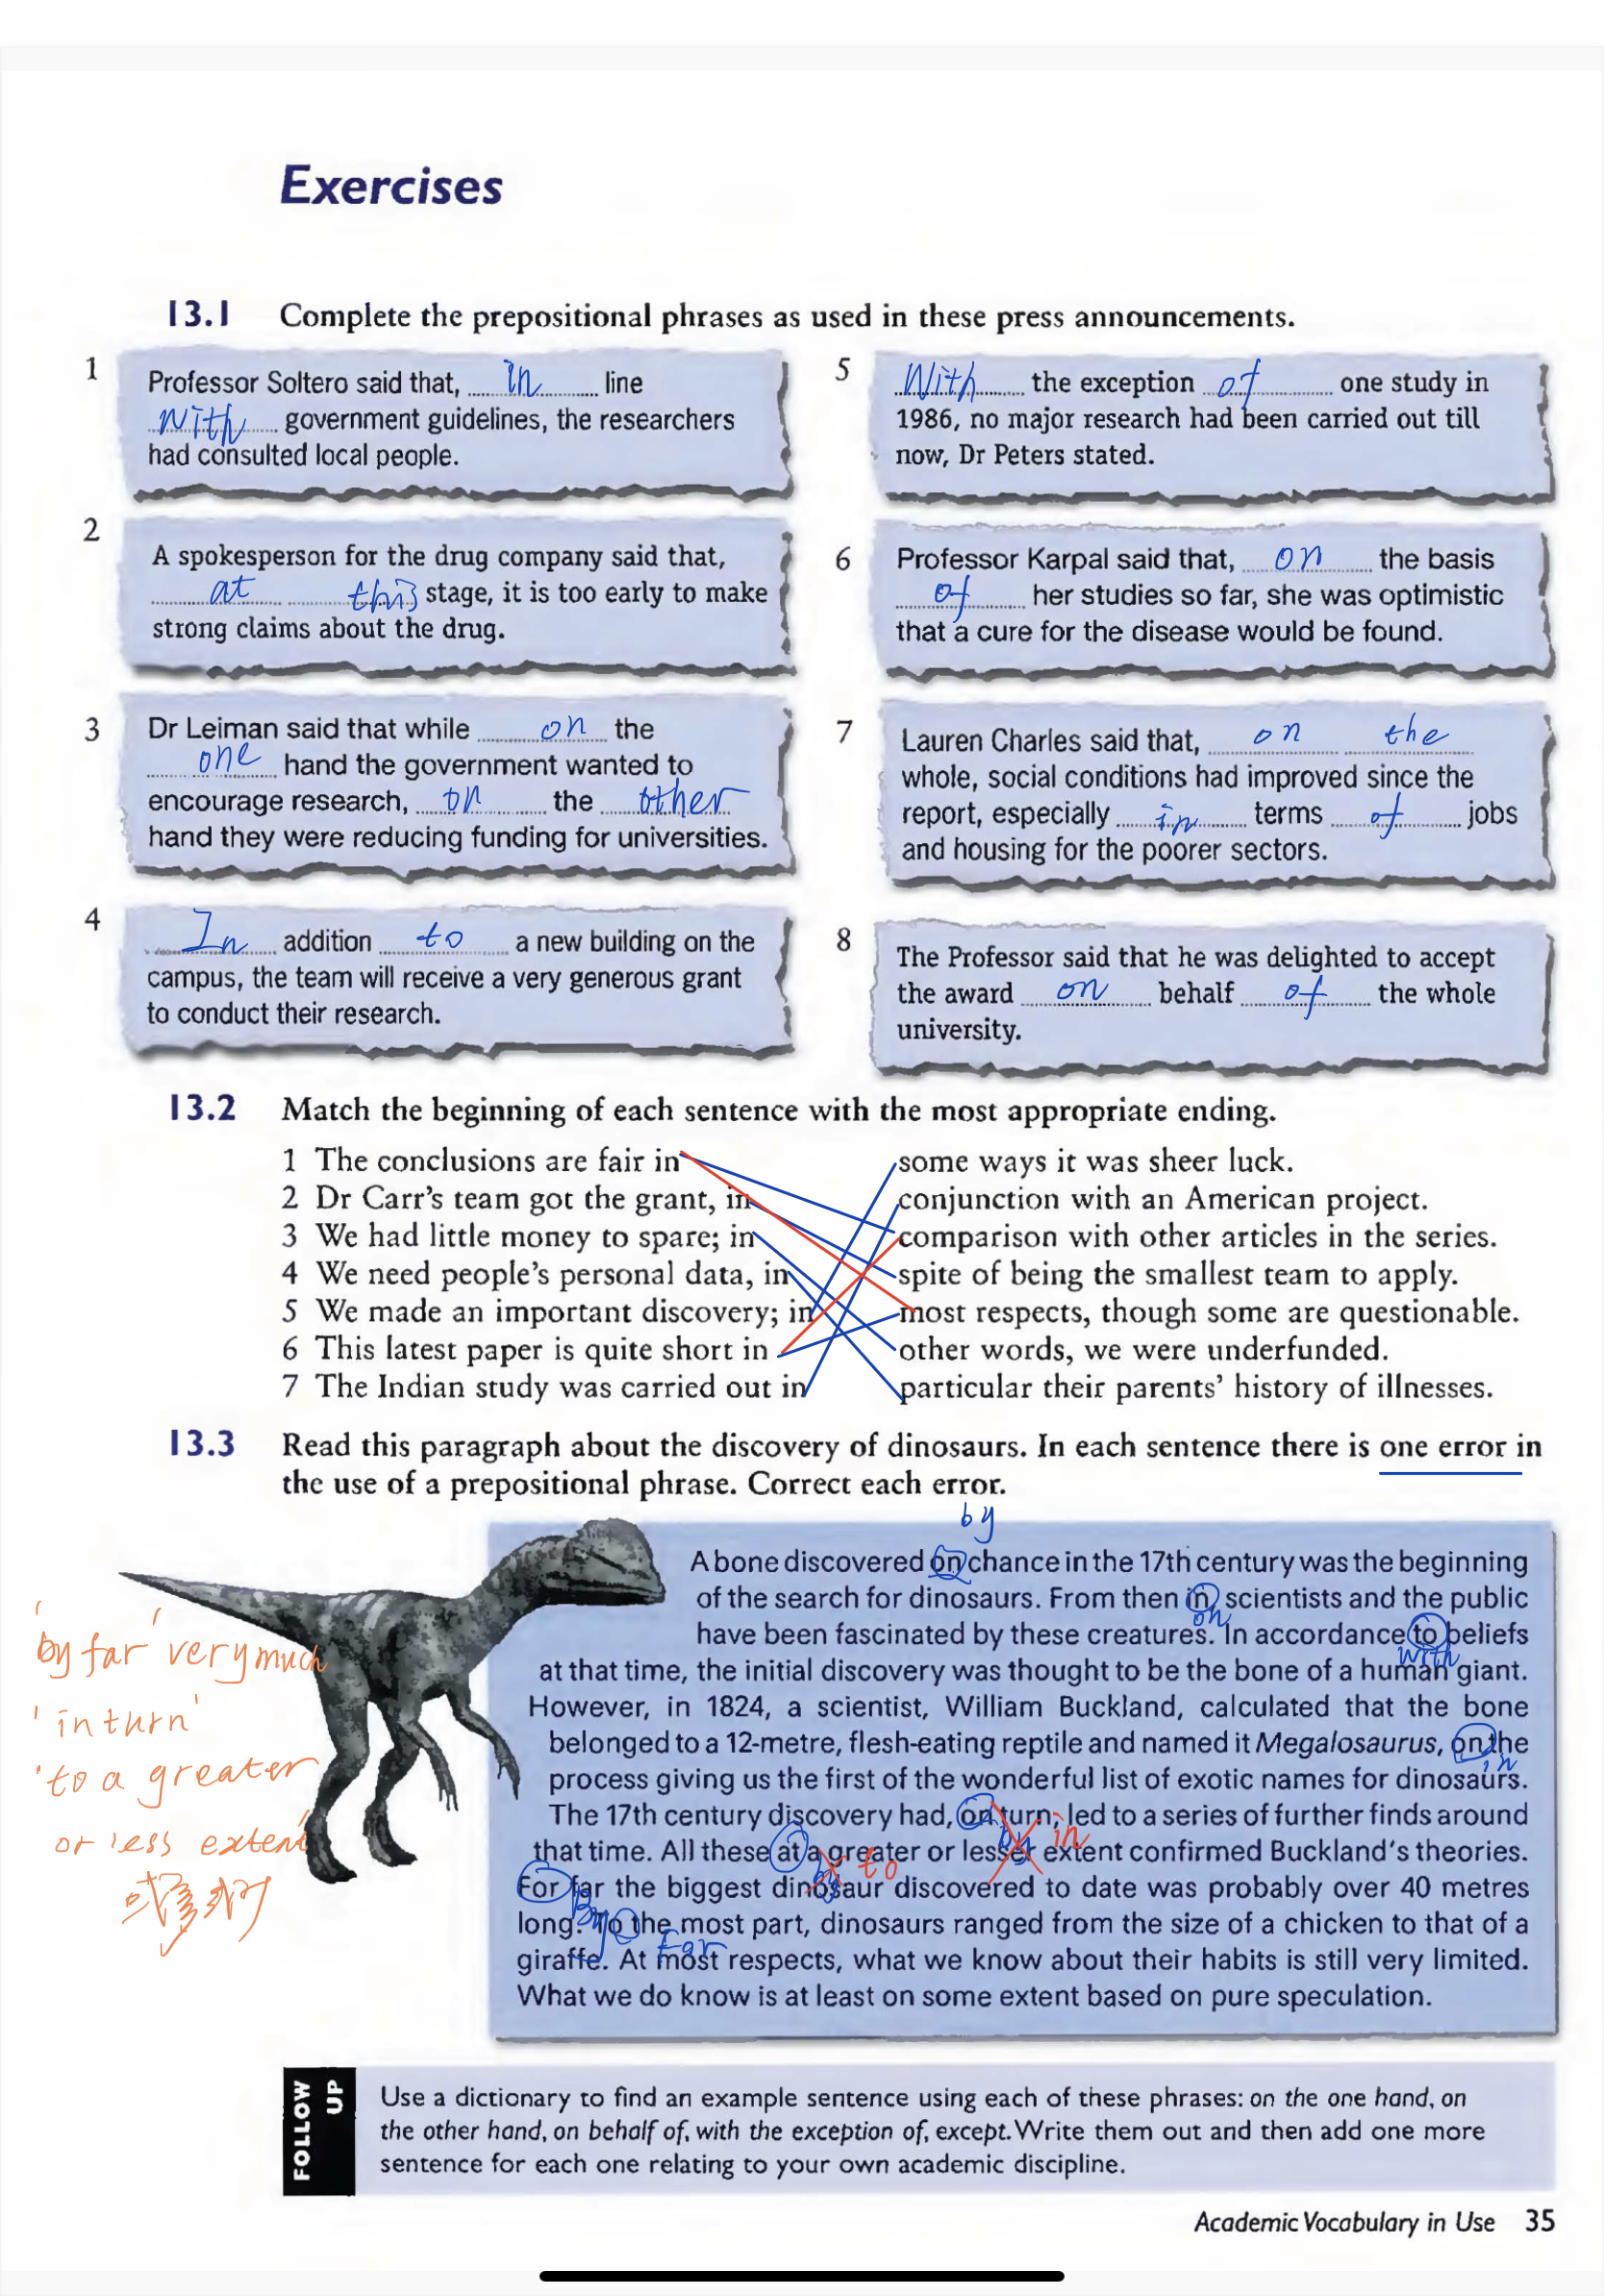 Exercises
13.1 Complete the prepositional phrases as used in these press announcements.
1 Professor Soltero said that, in line
with government guidelines, the researchers
had consulted local people.
2 A spokesperson for the drug company said that,
at this stage, it is too early to make
strong claims about the drug.
3 Dr Leiman said that while on the
one hand the government wanted to
encourage research, on the other
hand they were reducing funding for universities.
4 In addition to a new building on the
campus, the team will receive a very generous grant
to conduct their research.
5 With the exception of one study in
1986, no major research had been carried out till
now, Dr Peters stated.
6 Professor Karpal said that, on the basis
of her studies so far, she was optimistic
that a cure for the disease would be found.
7 Lauren Charles said that, on the
whole, social conditions had improved since the
report, especially in terms of jobs
and housing for the poorer sectors.
8 The Professor said that he was delighted to accept
the award on behalf of the whole
university.
13.2 Match the beginning of each sentence with the most appropriate ending.
1 The conclusions are fair in some ways it was sheer luck.
2 Dr Carr's team got the grant, in conjunction with an American project.
3 We had little money to spare; in comparison with other articles in the series.
4 We need people's personal data, in spite of being the smallest team to apply.
5 We made an important discovery; in most respects, though some are questionable.
6 This latest paper is quite short in other words, we were underfunded.
7 The Indian study was carried out in particular their parents' history of illnesses.
13.3 Read this paragraph about the discovery of dinosaurs. In each sentence there is one error in
the use of a prepositional phrase. Correct each error.
by
A bone discovered on chance in the 17th century was the beginning
of the search for dinosaurs. From then in scientists and the public
on
have been fascinated by these creatures. In accordance to beliefs
with
at that time, the initial discovery was thought to be the bone of a human giant.
However, in 1824, a scientist, William Buckland, calculated that the bone
belonged to a 12-metre, flesh-eating reptile and named it Megalosaurus, on the
in
process giving us the first of the wonderful list of exotic names for dinosaurs.
The 17th century discovery had, on turn, led to a series of further finds around
by in
that time. All these at a greater or lesser extent confirmed Buckland's theories.
by to
For far the biggest dinosaur discovered to date was probably over 40 metres
By
long. To the most part, dinosaurs ranged from the size of a chicken to that of a
For
giraffe. At most respects, what we know about their habits is still very limited.
What we do know is at least on some extent based on pure speculation.
'by far' very much
'in turn'
'to a greater
or less extent
FOLLOW UP
Use a dictionary to find an example sentence using each of these phrases: on the one hand, on
the other hand, on behalf of, with the exception of, except. Write them out and then add one more
sentence for each one relating to your own academic discipline.
Academic Vocabulary in Use 35